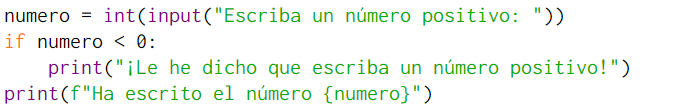 numero = int(input("Escriba un número positivo: "))
if numero < 0:
    print("¡Le he dicho que escriba un número positivo!")
print(f"Ha escrito el número {numero}")